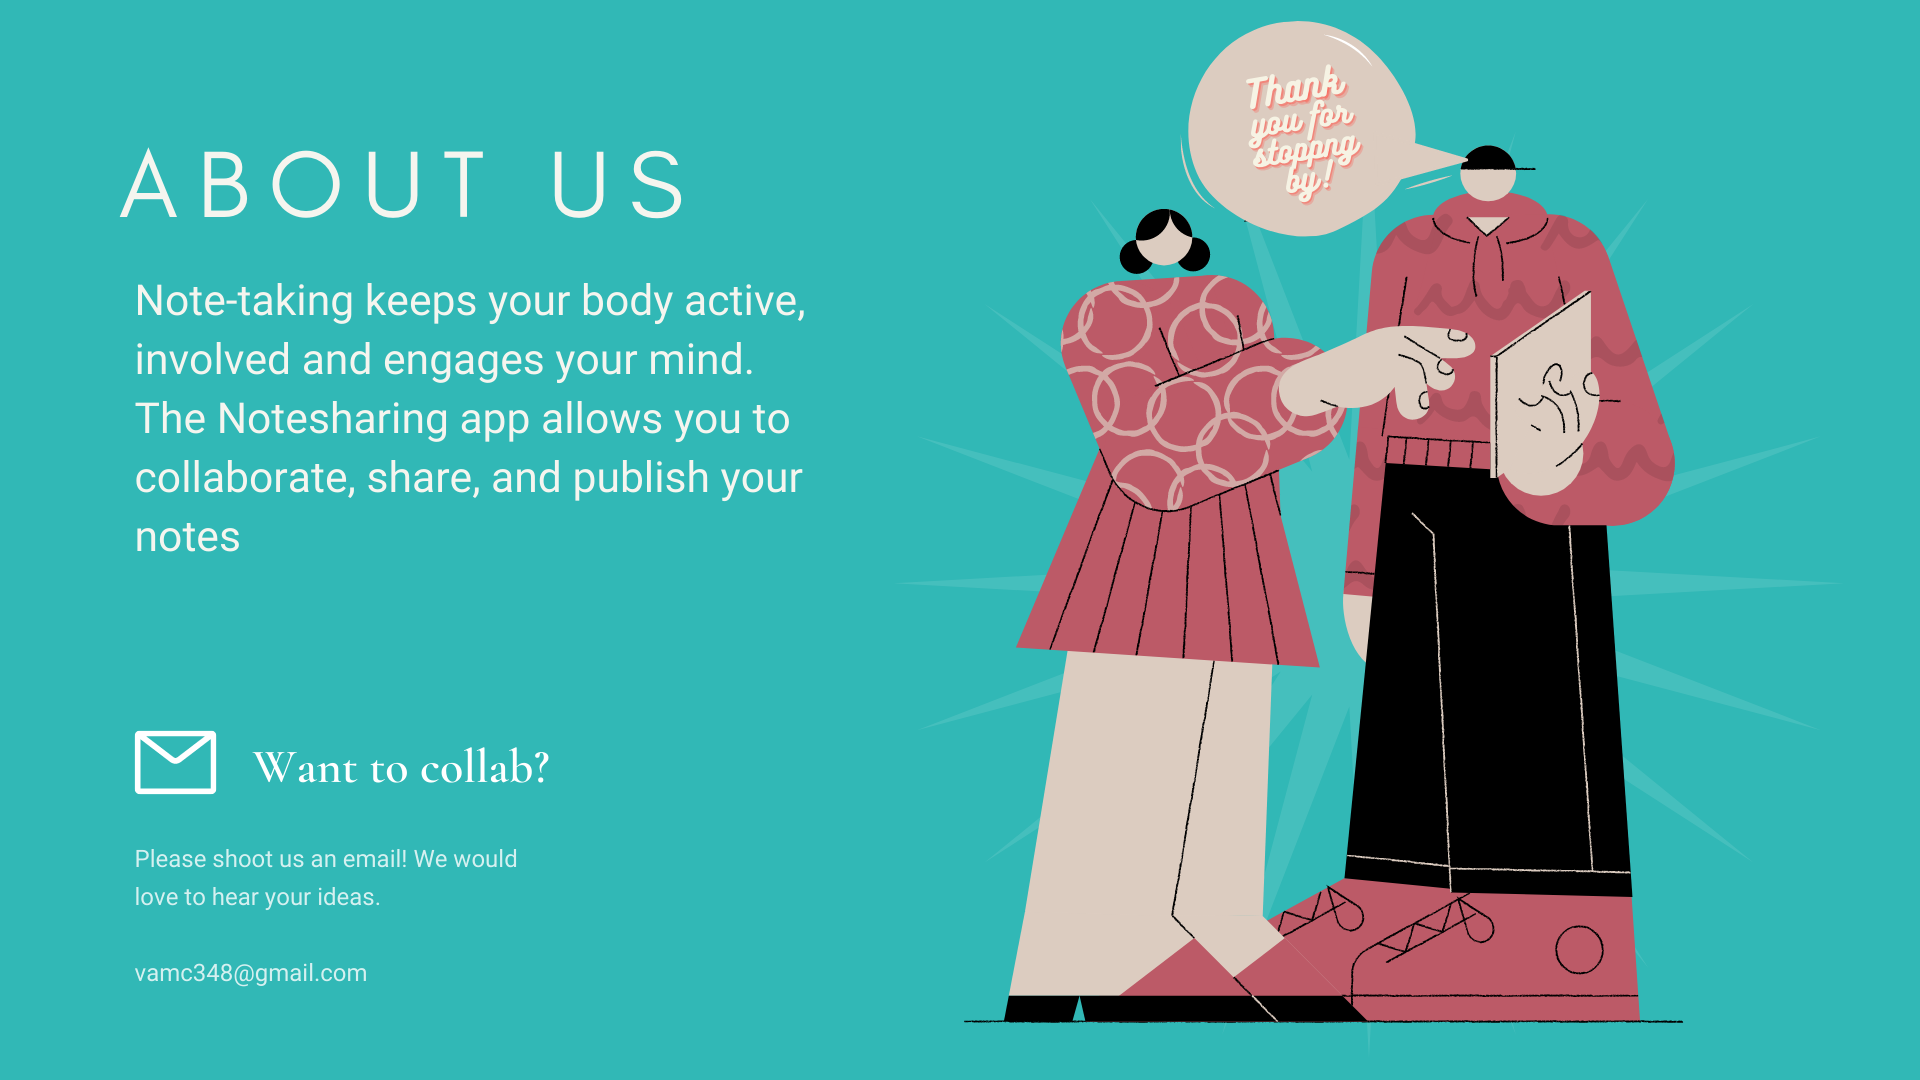 Thank
you for
stoppng
by!
ABOUT US
Note-taking keeps your body active,
involved and engages your mind.
The Notesharing app allows you to
collaborate, share, and publish your
notes
Want to collab?
Please shoot us an email! We would
love to hear your ideas.
vamc348@gmail.com